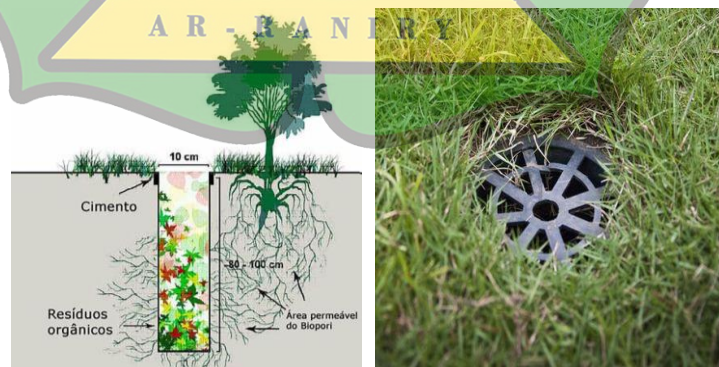 AR-RANIRY
10 cm
Cimento
80 - 100 cm
Resíduos
orgânicos
Área permeável
do Biopori